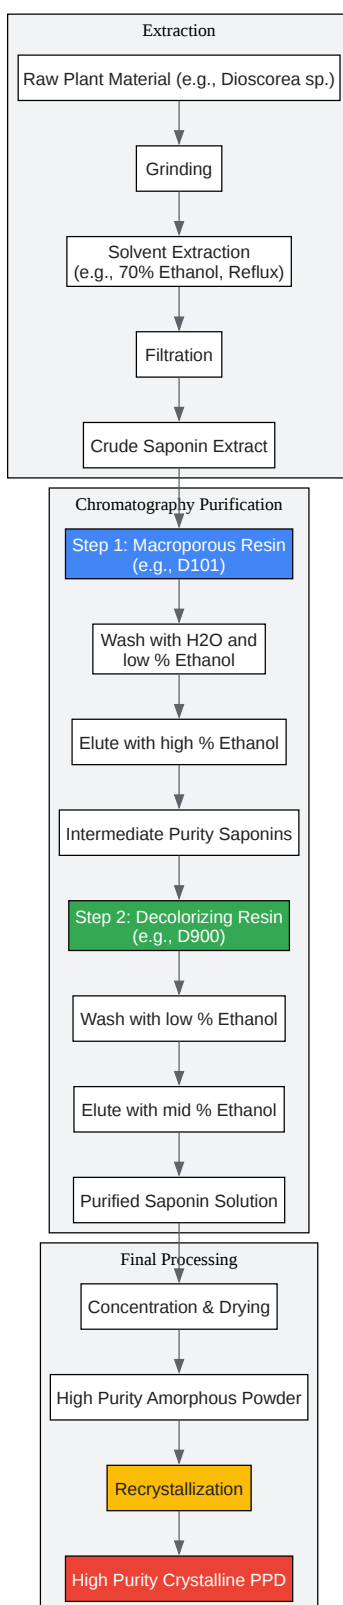 Extraction
Raw Plant Material (e.g., Dioscorea sp.)
Grinding
Solvent Extraction
(e.g., 70% Ethanol, Reflux)
Filtration
Crude Saponin Extract
Chromatography Purification
Step 1: Macroporous Resin
(e.g., D101)
Wash with H2O and
low % Ethanol
Elute with high % Ethanol
Intermediate Purity Saponins
Step 2: Decolorizing Resin
(e.g., D900)
Wash with low % Ethanol
Elute with mid % Ethanol
Purified Saponin Solution
Final Processing
Concentration & Drying
High Purity Amorphous Powder
Recrystallization
High Purity Crystalline PPD